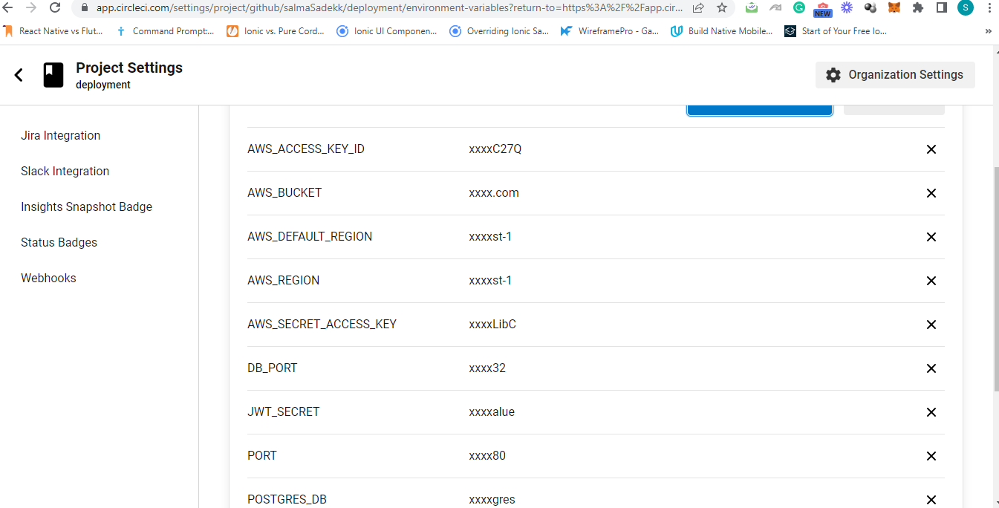 app.circleci.com/settings/project/github/salmaSadekk/deployment/environment-variables?return-to=https%3A%2F%2Fapp.cir...
NEW
S
React Native vs Flut...
Command Prompt:...
Ionic vs. Pure Cord...
Ionic UI Componen...
Overriding Ionic Sa...
WireframePro - Ga...
Build Native Mobile...
Start of Your Free Io...
»
Project Settings
deployment
Organization Settings
Jira Integration
Slack Integration
Insights Snapshot Badge
Status Badges
Webhooks
AWS_ACCESS_KEY_ID xxxxC27Q
AWS_BUCKET xxxx.com
AWS_DEFAULT_REGION xxxxst-1
AWS_REGION xxxxst-1
AWS_SECRET_ACCESS_KEY xxxxLibC
DB_PORT xxxx32
JWT_SECRET xxxxalue
PORT xxxx80
POSTGRES_DB xxxxgres